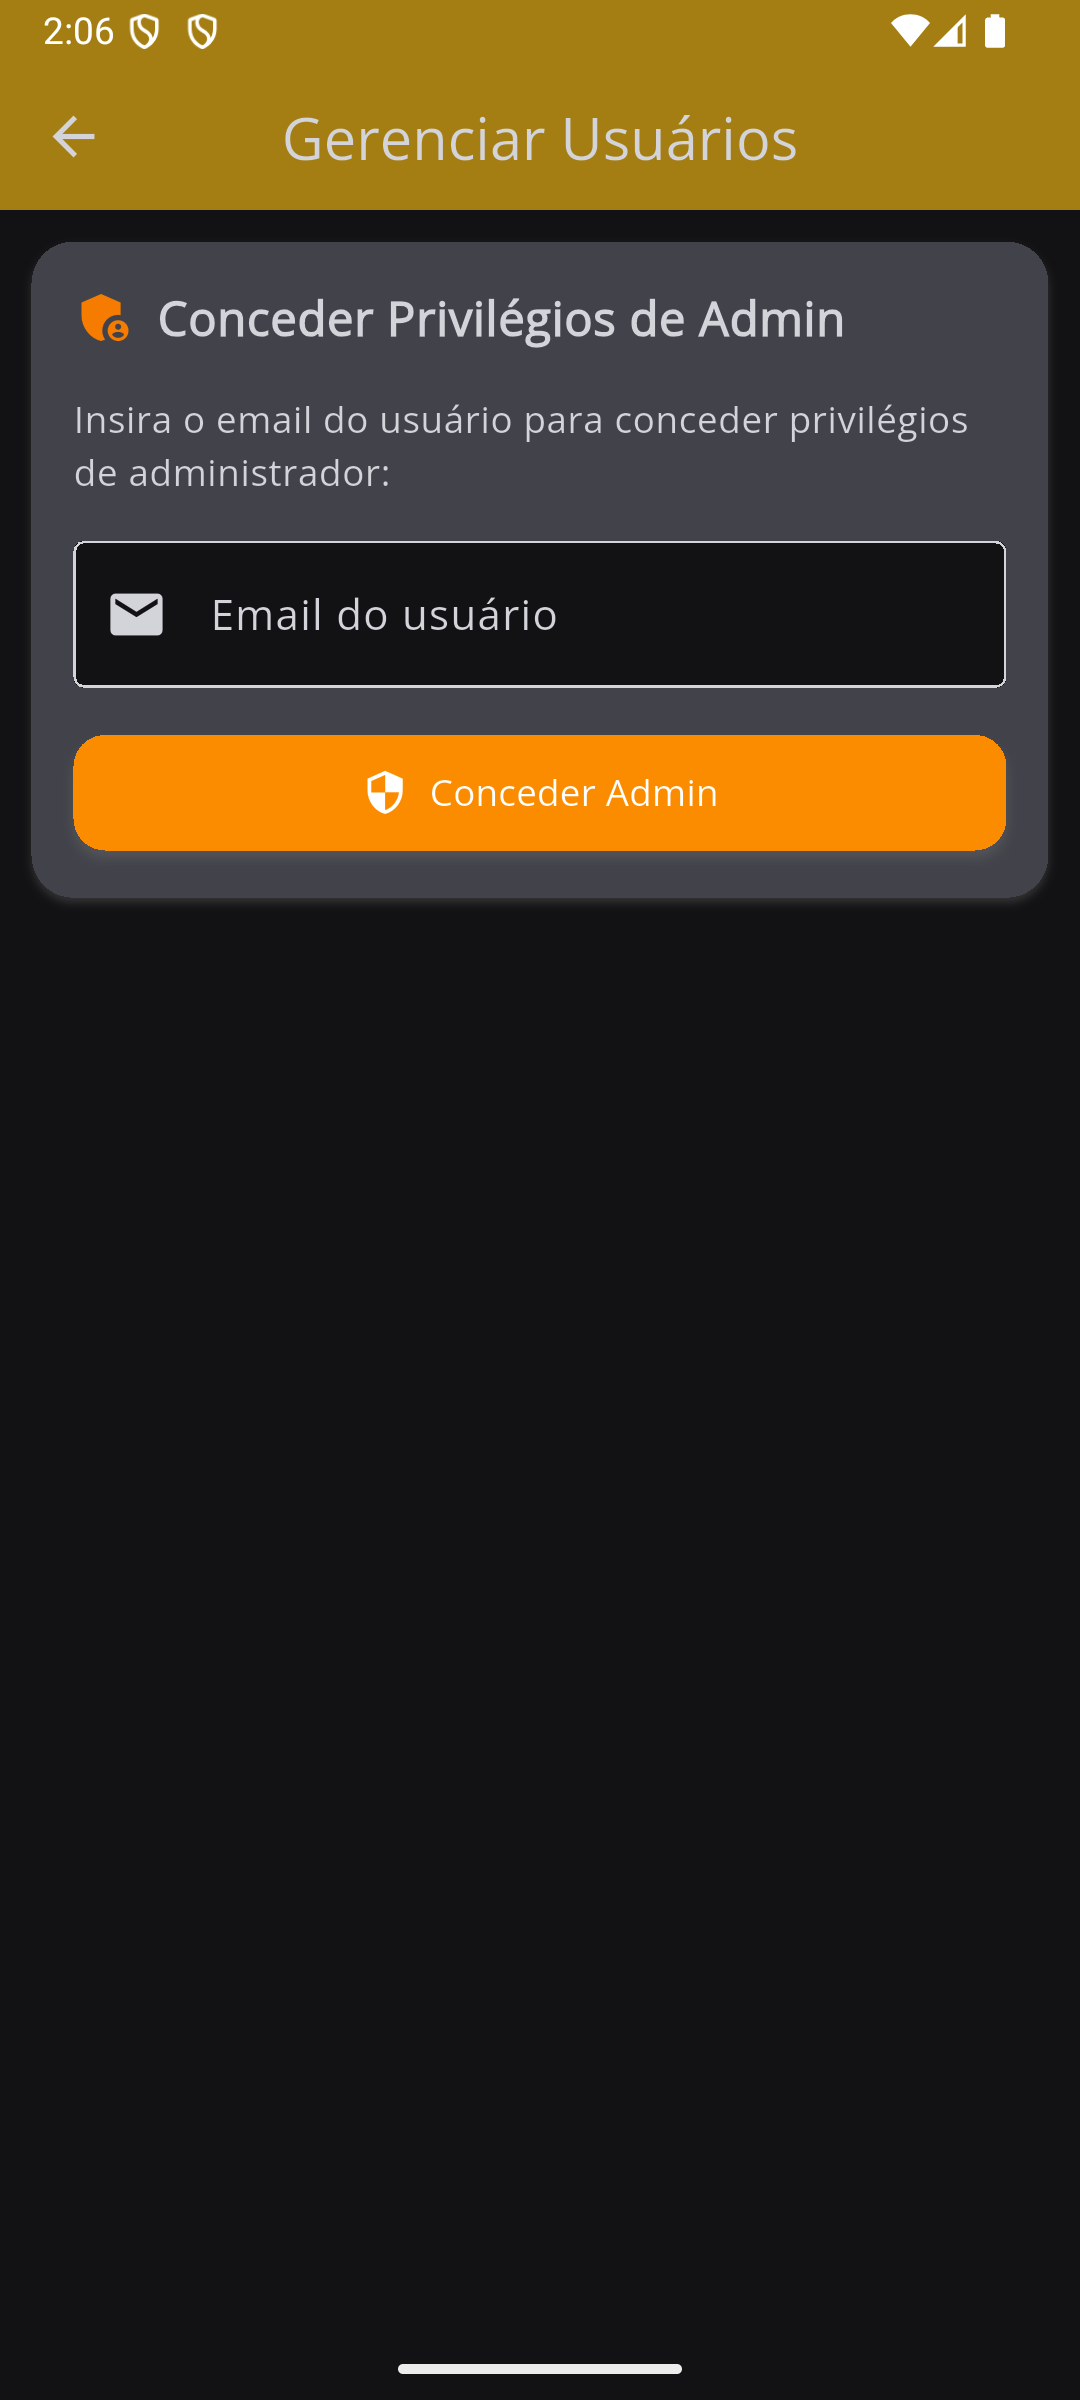 2:06
Gerenciar Usuários
Conceder Privilégios de Admin
Insira o email do usuário para conceder privilégios
de administrador:
Email do usuário
Conceder Admin